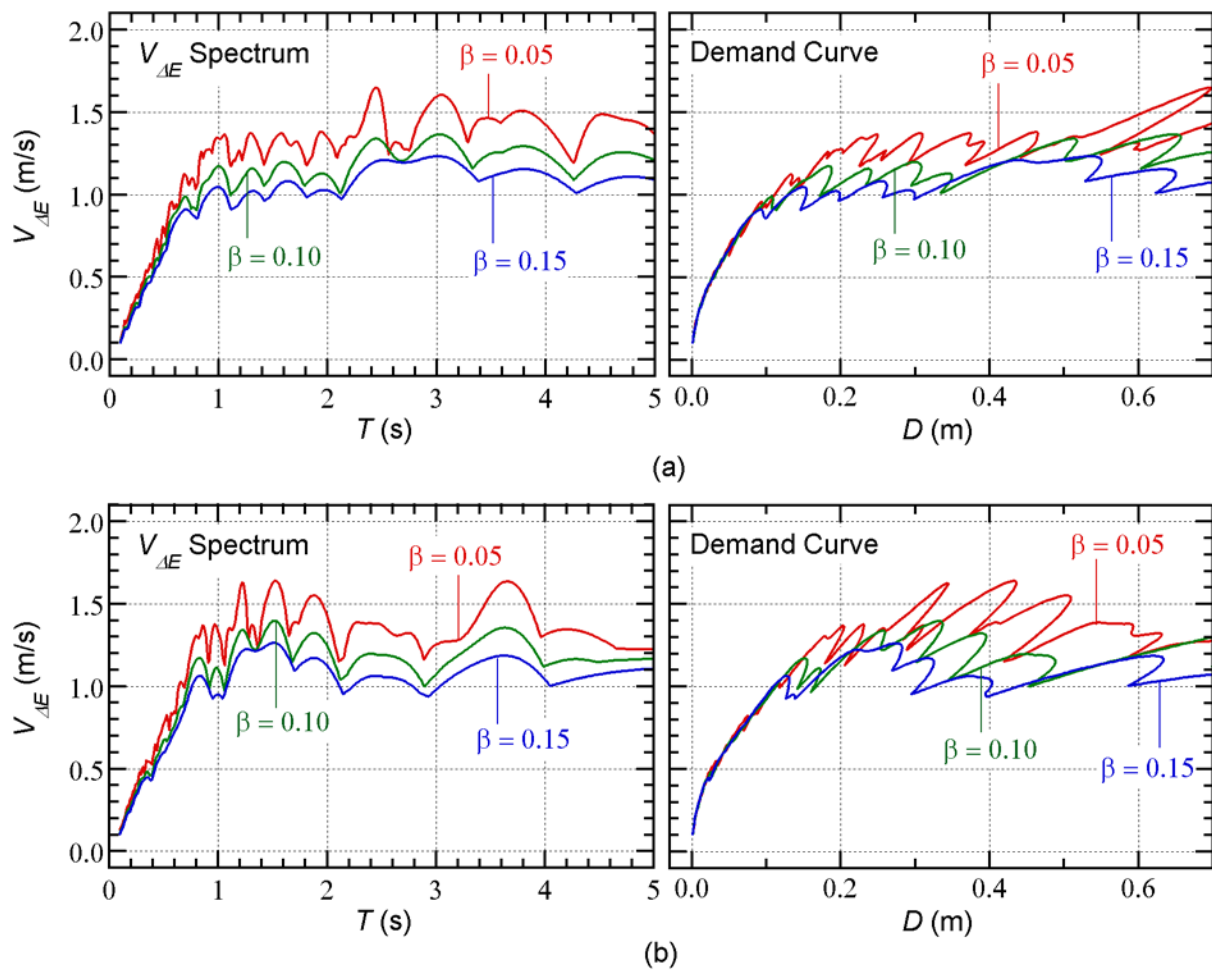 V_ΔE Spectrum
β = 0.05
β = 0.10
β = 0.15
V_ΔE (m/s)
2.0
1.5
1.0
0.5
0.0
0 1 2 3 4 5
T (s)
Demand Curve
β = 0.05
β = 0.10
β = 0.15
0.0 0.2 0.4 0.6
D (m)
(a)
V_ΔE Spectrum
β = 0.05
β = 0.10
β = 0.15
V_ΔE (m/s)
2.0
1.5
1.0
0.5
0.0
0 1 2 3 4 5
T (s)
Demand Curve
β = 0.05
β = 0.10
β = 0.15
0.0 0.2 0.4 0.6
D (m)
(b)